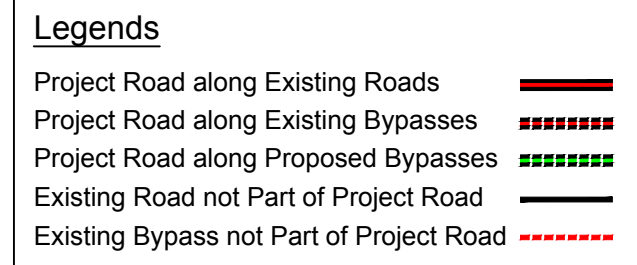 Legends
Project Road along Existing Roads
Project Road along Existing Bypasses
Project Road along Proposed Bypasses
Existing Road not Part of Project Road
Existing Bypass not Part of Project Road